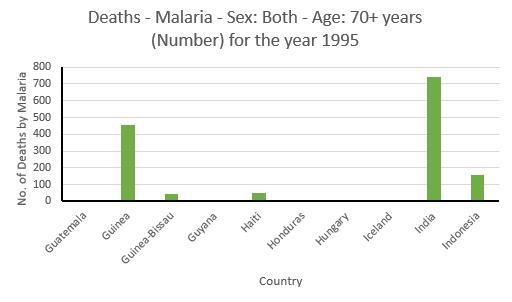 Deaths - Malaria - Sex: Both - Age: 70+ years
(Number) for the year 1995
No. of Deaths by Malaria
800
700
600
500
400
300
200
100
0
Guatemala
Guinea
Guinea-Bissau
Guyana
Haiti
Honduras
Hungary
Iceland
India
Indonesia
Country